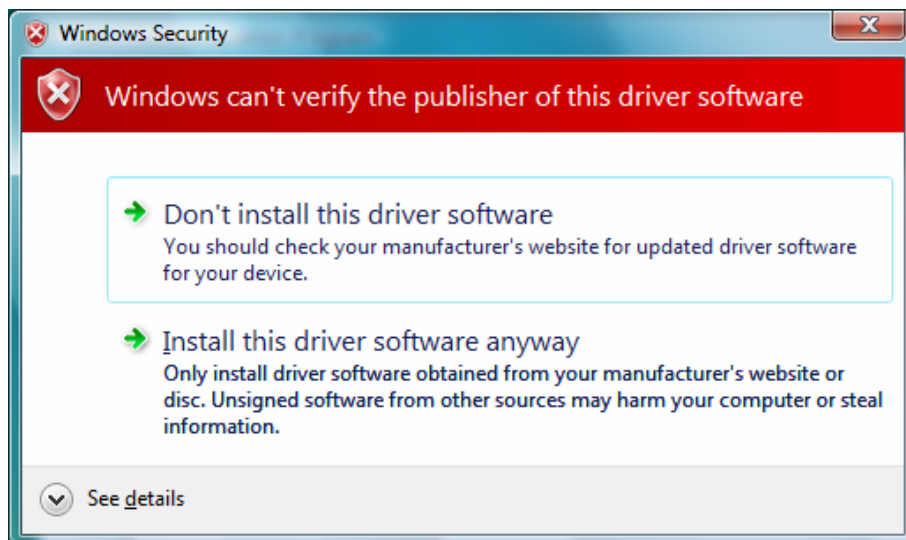 Windows Security
Windows can't verify the publisher of this driver software
Don't install this driver software
You should check your manufacturer's website for updated driver software
for your device.
Install this driver software anyway
Only install driver software obtained from your manufacturer's website or
disc. Unsigned software from other sources may harm your computer or steal
information.
See details